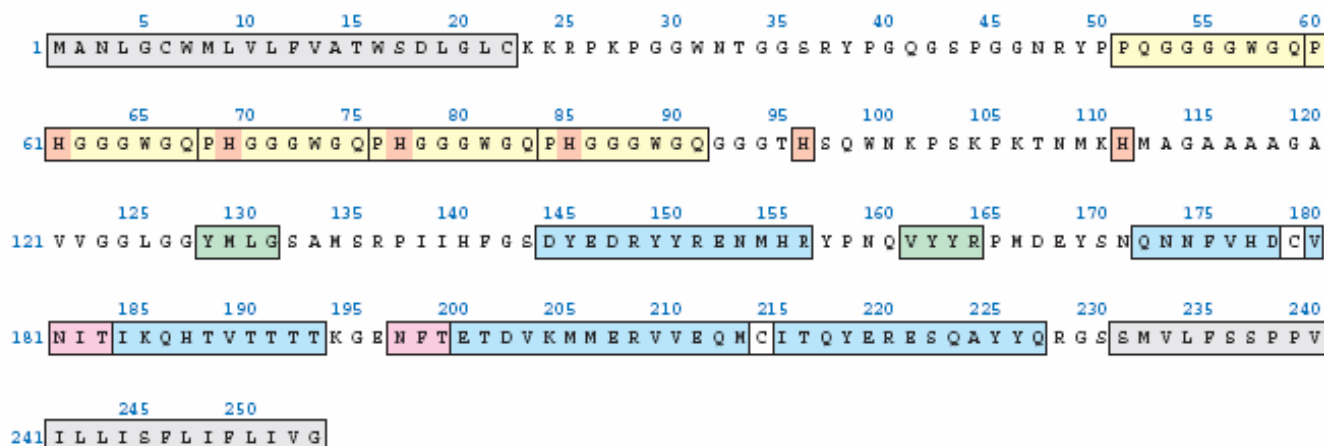 5 10 15 20 25 30 35 40 45 50 55 60
1 M A N L G C W M L V L F V A T W S D L G L C K K R P K P G G W N T G G S R Y P G Q G S P G G N R Y P P Q G G G G W G Q P
65 70 75 80 85 90 95 100 105 110 115 120
61 H G G G W G Q P H G G G W G Q P H G G G W G Q P H G G G W G Q G G G T H S Q W N K P S K P K T N M K H M A G A A A A G A
125 130 135 140 145 150 155 160 165 170 175 180
121 V V G G L G G Y M L G S A M S R P I I H F G S D Y E D R Y Y R E N M H R Y P N Q V Y Y R P M D E Y S N Q N N F V H D C V
185 190 195 200 205 210 215 220 225 230 235 240
181 N I T I K Q H T V T T T T K G E N F T E T D V K M M E R V V E Q M C I T Q Y E R E S Q A Y Y Q R G S S M V L F S S P P V
245 250
241 I L L I S F L I F L I V G